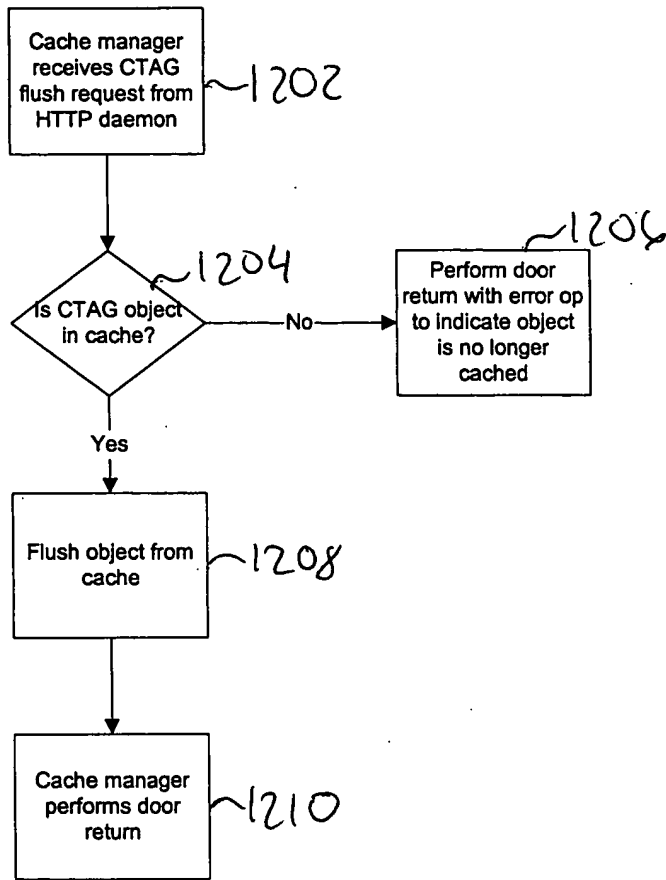 Cache manager
receives CTAG
flush request from
HTTP daemon
1202
Is CTAG object
in cache?
1204
No
Perform door
return with error op
to indicate object
is no longer
cached
1206
Yes
Flush object from
cache
1208
Cache manager
performs door
return
1210